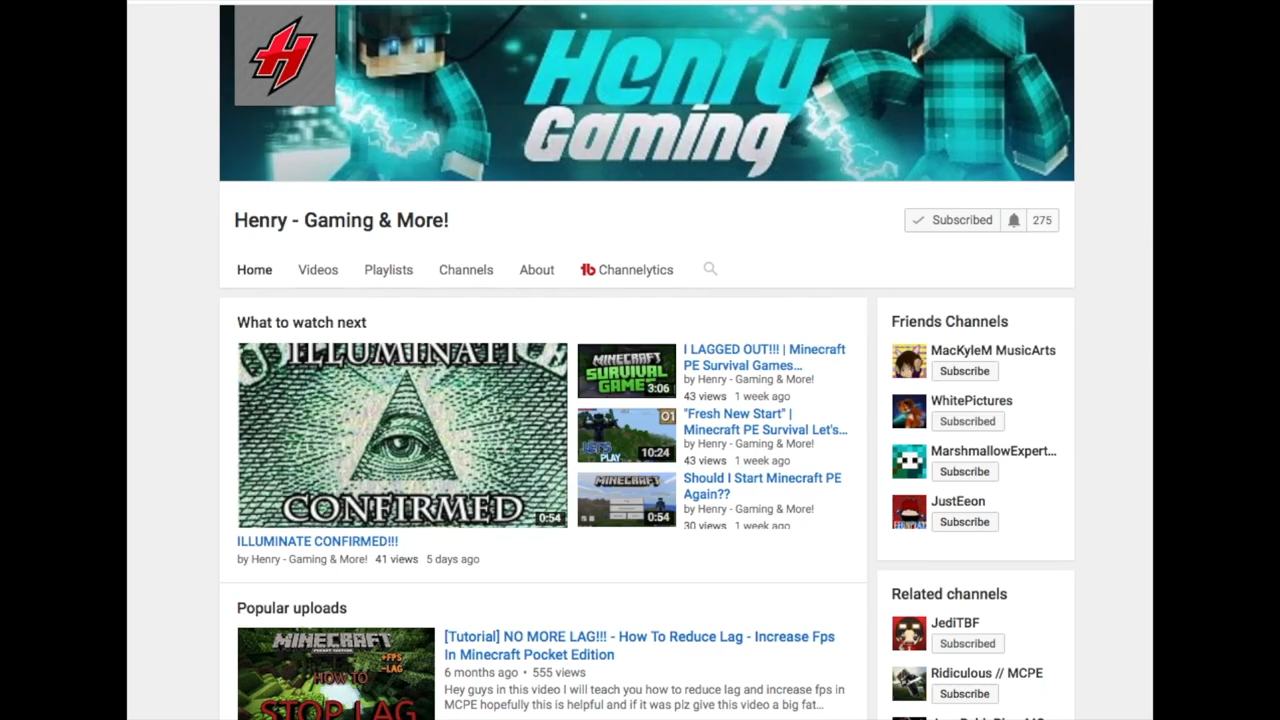 Henry
Gaming
Henry - Gaming & More!
Subscribed
275
Home
Videos
Playlists
Channels
About
Channelytics
What to watch next
ILLUMINATI
CONFIRMED
0:54
ILLUMINATE CONFIRMED!!!
by Henry - Gaming & More! 41 views 5 days ago
MINECRAFT
SURVIVAL
GAMES
3:06
I LAGGED OUT!!! | Minecraft
PE Survival Games...
by Henry - Gaming & More!
43 views 1 week ago
01
LET'S
PLAY
10:24
"Fresh New Start" |
Minecraft PE Survival Let's...
by Henry - Gaming & More!
43 views 1 week ago
MINECRAFT
0:54
Should I Start Minecraft PE
Again??
by Henry - Gaming & More!
30 views 1 week ago
Popular uploads
MINECRAFT
+FPS
-LAG
HOW TO
STOP LAG
[Tutorial] NO MORE LAG!!! - How To Reduce Lag - Increase Fps
In Minecraft Pocket Edition
6 months ago • 555 views
Hey guys in this video I will teach you how to reduce lag and increase fps in
MCPE hopefully this is helpful and if it was plz give this video a big fat...
Friends Channels
MacKyleM MusicArts
Subscribe
WhitePictures
Subscribed
MarshmallowExpert...
Subscribe
JustEeon
Subscribe
Related channels
JediTBF
Subscribed
Ridiculous // MCPE
Subscribe